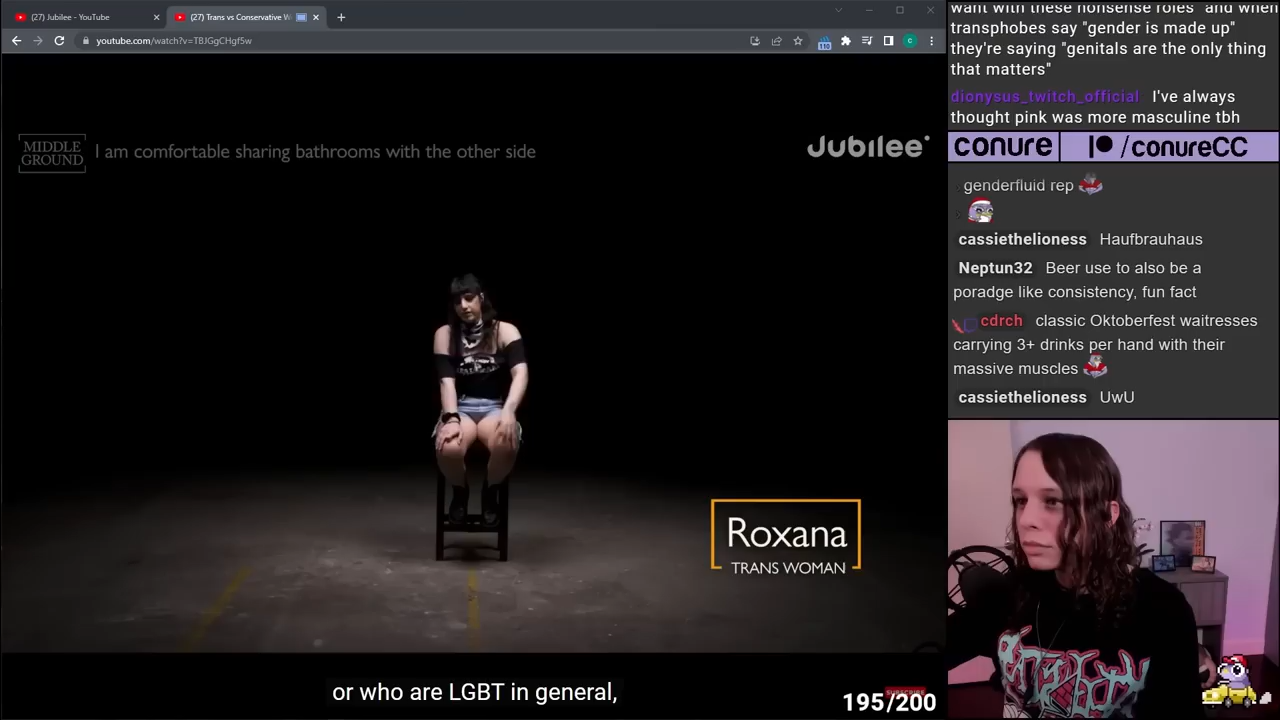 (27) Jubilee - YouTube
(27) Trans vs Conservative W
youtube.com/watch?v=TBJGgCHgf5w
MIDDLE
GROUND
I am comfortable sharing bathrooms with the other side
Jubilee
Roxana
TRANS WOMAN
or who are LGBT in general,
SUBSCRIBE
195/200
want with these nonsense roles" and when
transphobes say "gender is made up"
they're saying "genitals are the only thing
that matters"
dionysus_twitch_official I've always
thought pink was more masculine tbh
conure
/conureCC
genderfluid rep
cassiethelioness Haufbrauhaus
Neptun32 Beer use to also be a
poradge like consistency, fun fact
cdrch classic Oktoberfest waitresses
carrying 3+ drinks per hand with their
massive muscles
cassiethelioness UwU